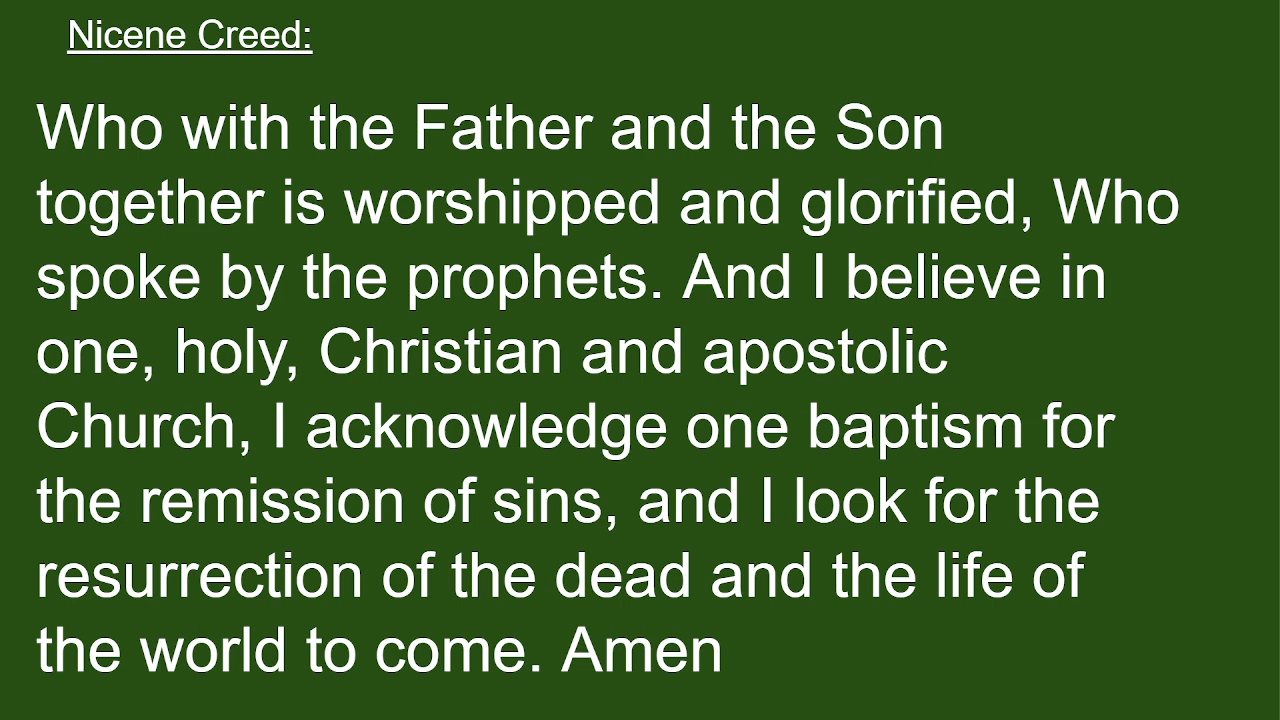 Nicene Creed:
Who with the Father and the Son
together is worshipped and glorified, Who
spoke by the prophets. And I believe in
one, holy, Christian and apostolic
Church, I acknowledge one baptism for
the remission of sins, and I look for the
resurrection of the dead and the life of
the world to come. Amen